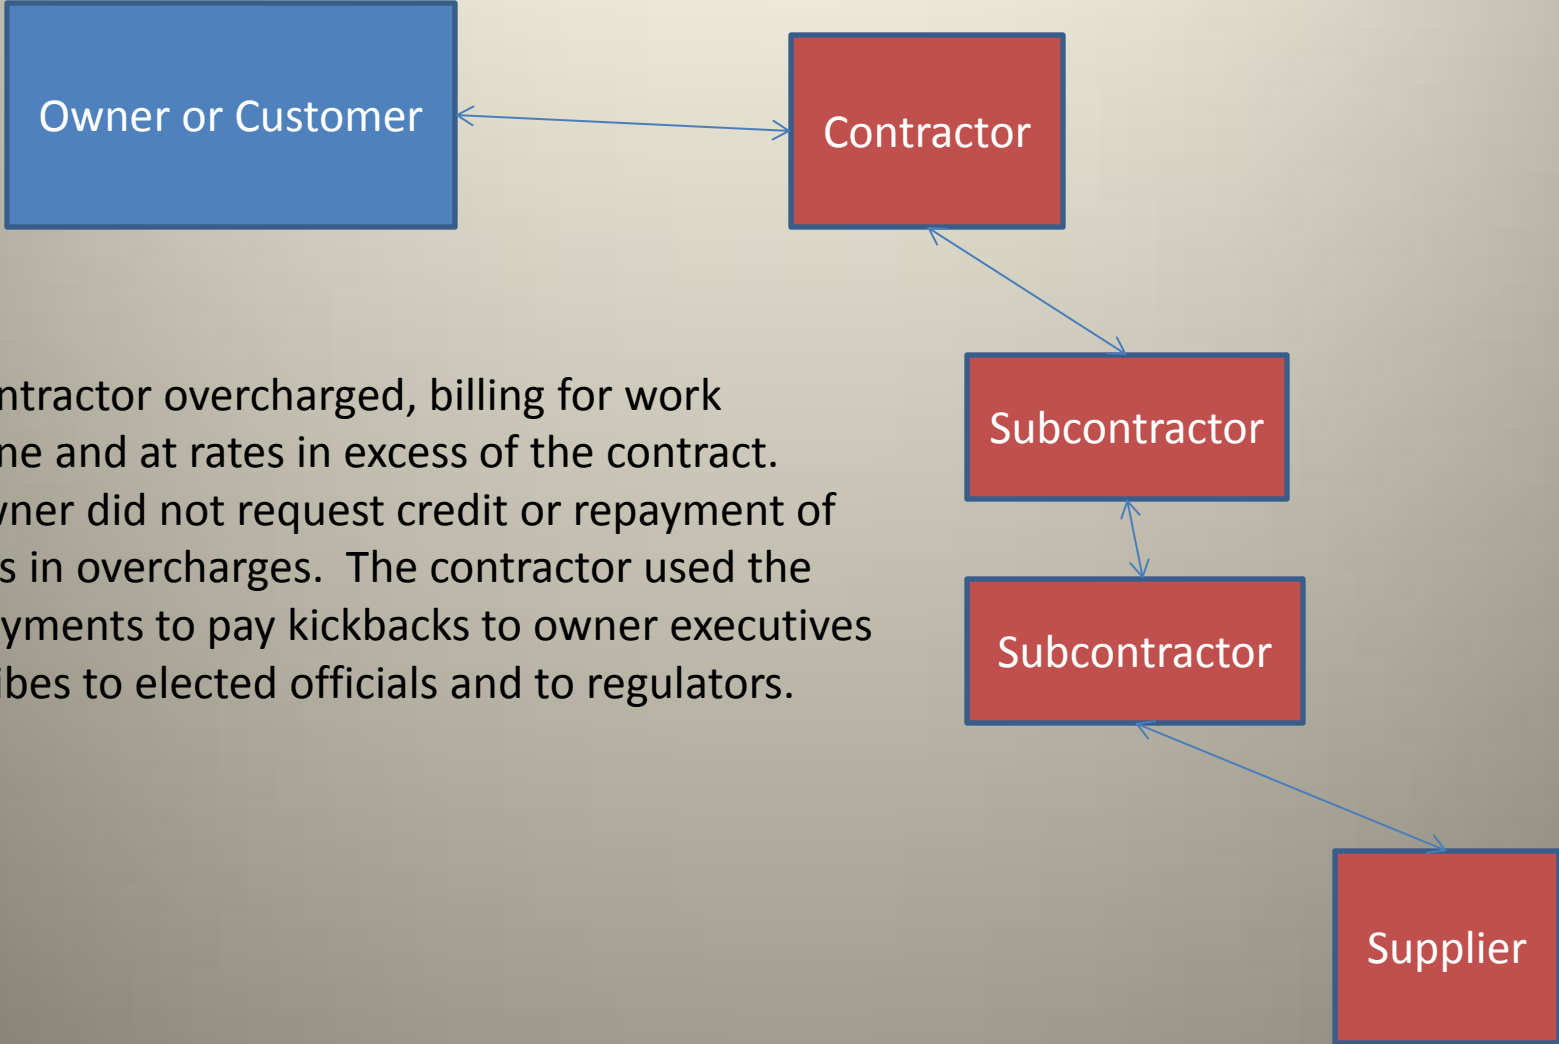 Owner or Customer
Contractor
ntractor overcharged, billing for work
ne and at rates in excess of the contract.
ner did not request credit or repayment of
s in overcharges.  The contractor used the
yments to pay kickbacks to owner executives
ibes to elected officials and to regulators.
Subcontractor
Subcontractor
Supplier